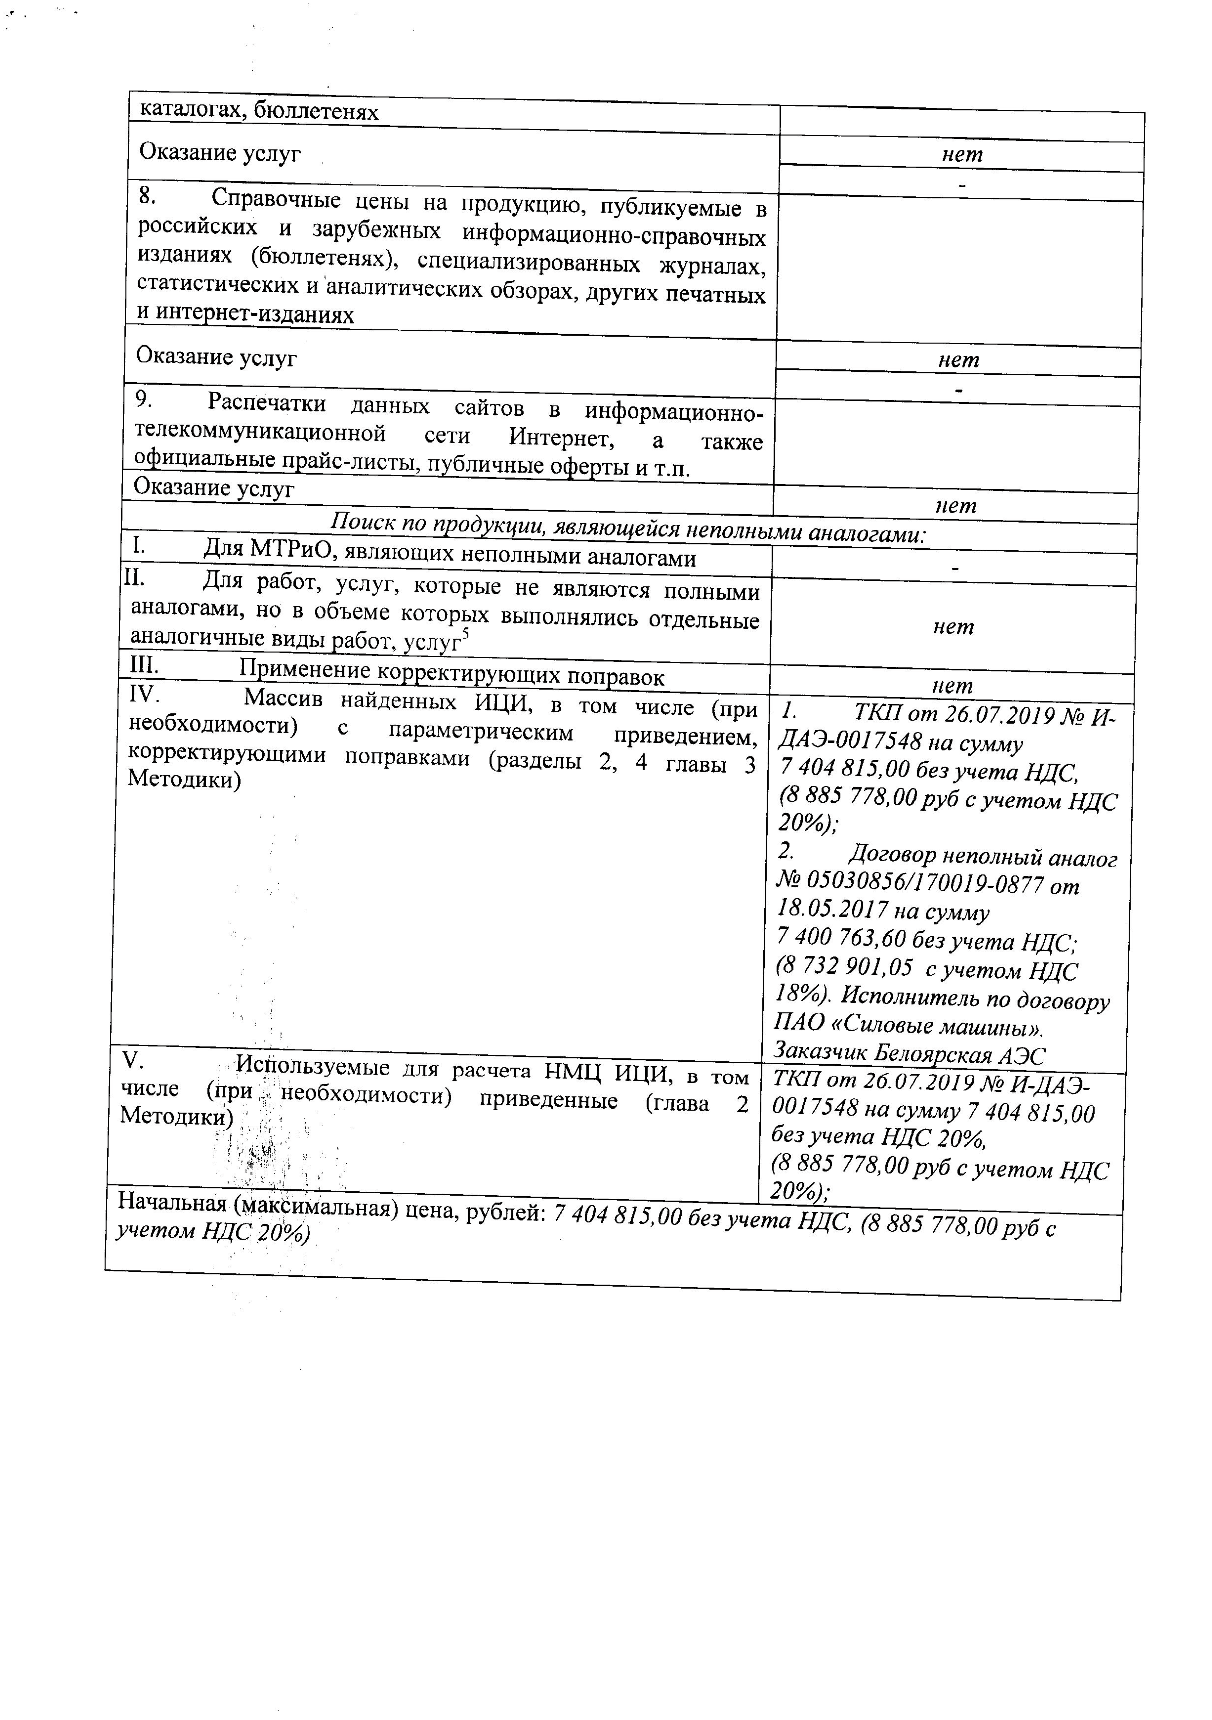 каталогах, бюллетенях
Оказание услуг
нет
-
8. Справочные цены на продукцию, публикуемые в
российских и зарубежных информационно-справочных
изданиях (бюллетенях), специализированных журналах,
статистических и аналитических обзорах, других печатных
и интернет-изданиях
Оказание услуг
нет
-
9. Распечатки данных сайтов в информационно-
телекоммуникационной сети Интернет, а также
официальные прайс-листы, публичные оферты и т.п.
Оказание услуг
нет
Поиск по продукции, являющейся неполными аналогами:
I. Для МТРиО, являющих неполными аналогами
-
II. Для работ, услуг, которые не являются полными
аналогами, но в объеме которых выполнялись отдельные
аналогичные виды работ, услуг5
нет
III. Применение корректирующих поправок
нет
IV. Массив найденных ИЦИ, в том числе (при
необходимости) с параметрическим приведением,
корректирующими поправками (разделы 2, 4 главы 3
Методики)
1. ТКП от 26.07.2019 № И-
ДАЭ-0017548 на сумму
7 404 815,00 без учета НДС,
(8 885 778,00 руб с учетом НДС
20%);
2. Договор неполный аналог
№ 05030856/170019-0877 от
18.05.2017 на сумму
7 400 763,60 без учета НДС;
(8 732 901,05 с учетом НДС
18%). Исполнитель по договору
ПАО «Силовые машины».
Заказчик Белоярская АЭС
V. Используемые для расчета НМЦ ИЦИ, в том
числе (при необходимости) приведенные (глава 2
Методики)
ТКП от 26.07.2019 № И-ДАЭ-
0017548 на сумму 7 404 815,00
без учета НДС 20%,
(8 885 778,00 руб с учетом НДС
20%);
Начальная (максимальная) цена, рублей: 7 404 815,00 без учета НДС, (8 885 778,00 руб с
учетом НДС 20%)